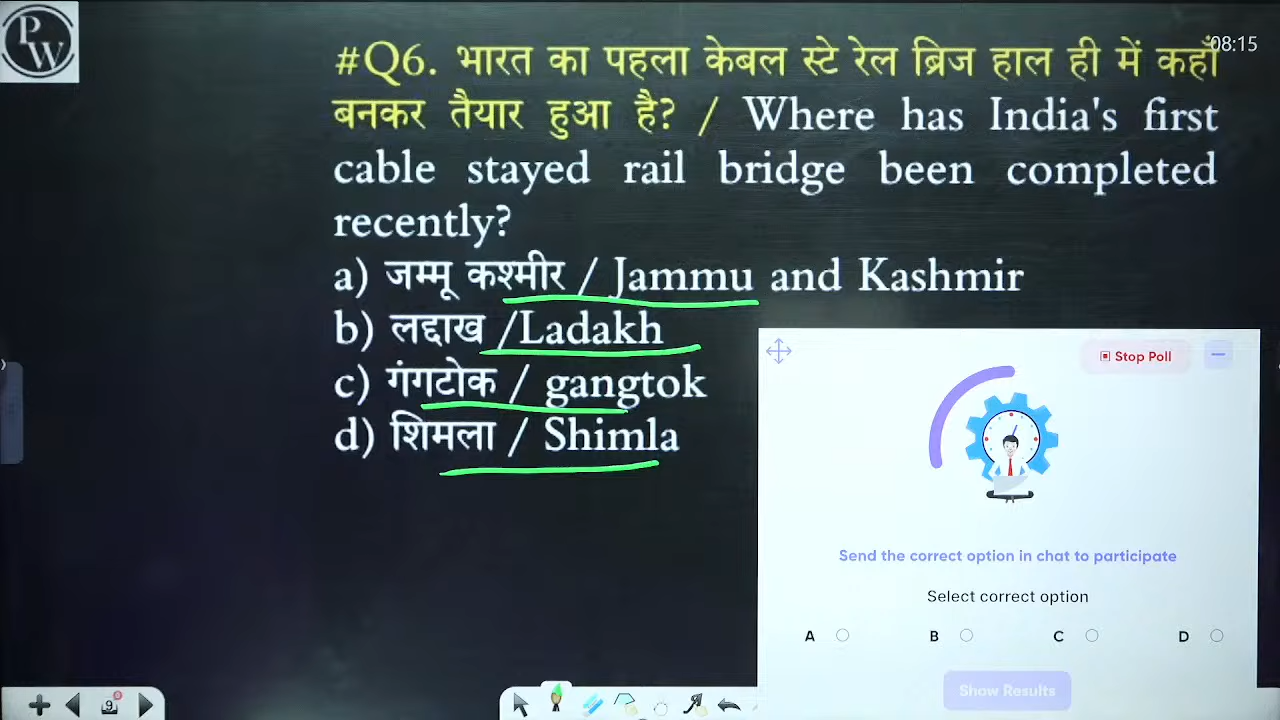 PW
08:15
#Q6. भारत का पहला केबल स्टे रेल ब्रिज हाल ही में कहाँ
बनकर तैयार हुआ है? / Where has India's first
cable stayed rail bridge been completed
recently?
a) जम्मू कश्मीर / Jammu and Kashmir
b) लद्दाख /Ladakh
c) गंगटोक / gangtok
d) शिमला / Shimla
Stop Poll
Send the correct option in chat to participate
Select correct option
A B C D
Show Results
9